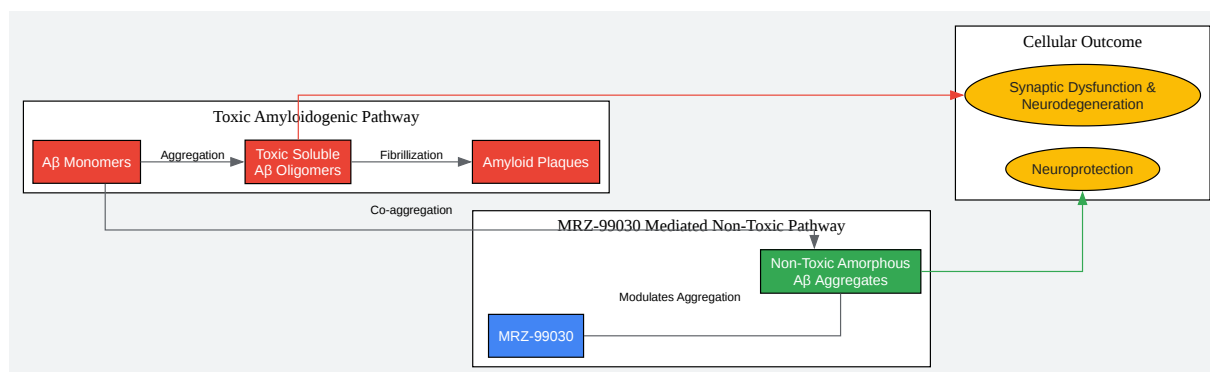 Cellular Outcome
Synaptic Dysfunction &
Neurodegeneration
Toxic Amyloidogenic Pathway
Aβ Monomers
Aggregation
Toxic Soluble
Aβ Oligomers
Fibrillization
Amyloid Plaques
Neuroprotection
Co-aggregation
MRZ-99030 Mediated Non-Toxic Pathway
Non-Toxic Amorphous
Aβ Aggregates
Modulates Aggregation
MRZ-99030